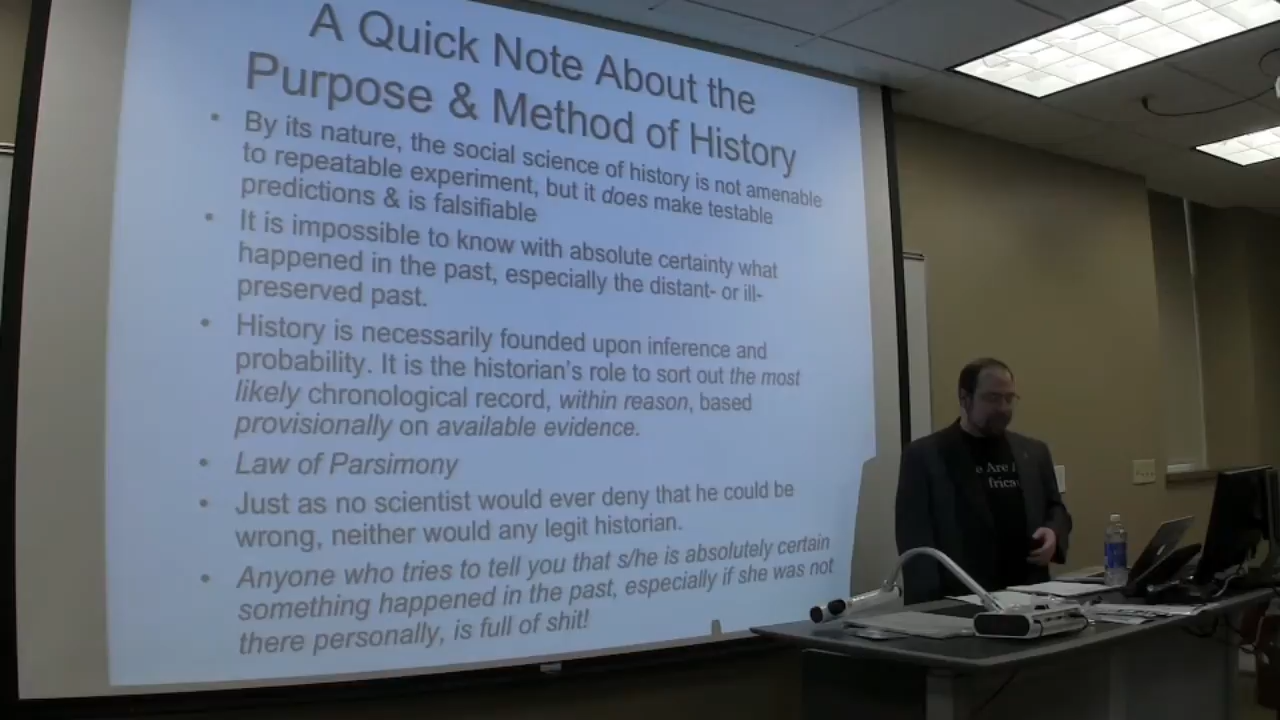 A Quick Note About the
Purpose & Method of History
• By its nature, the social science of history is not amenable
to repeatable experiment, but it does make testable
predictions & is falsifiable
• It is impossible to know with absolute certainty what
happened in the past, especially the distant- or ill-
preserved past.
• History is necessarily founded upon inference and
probability. It is the historian's role to sort out the most
likely chronological record, within reason, based
provisionally on available evidence.
• Law of Parsimony
• Just as no scientist would ever deny that he could be
wrong, neither would any legit historian.
• Anyone who tries to tell you that s/he is absolutely certain
something happened in the past, especially if she was not
there personally, is full of shit!
e Are A
frica